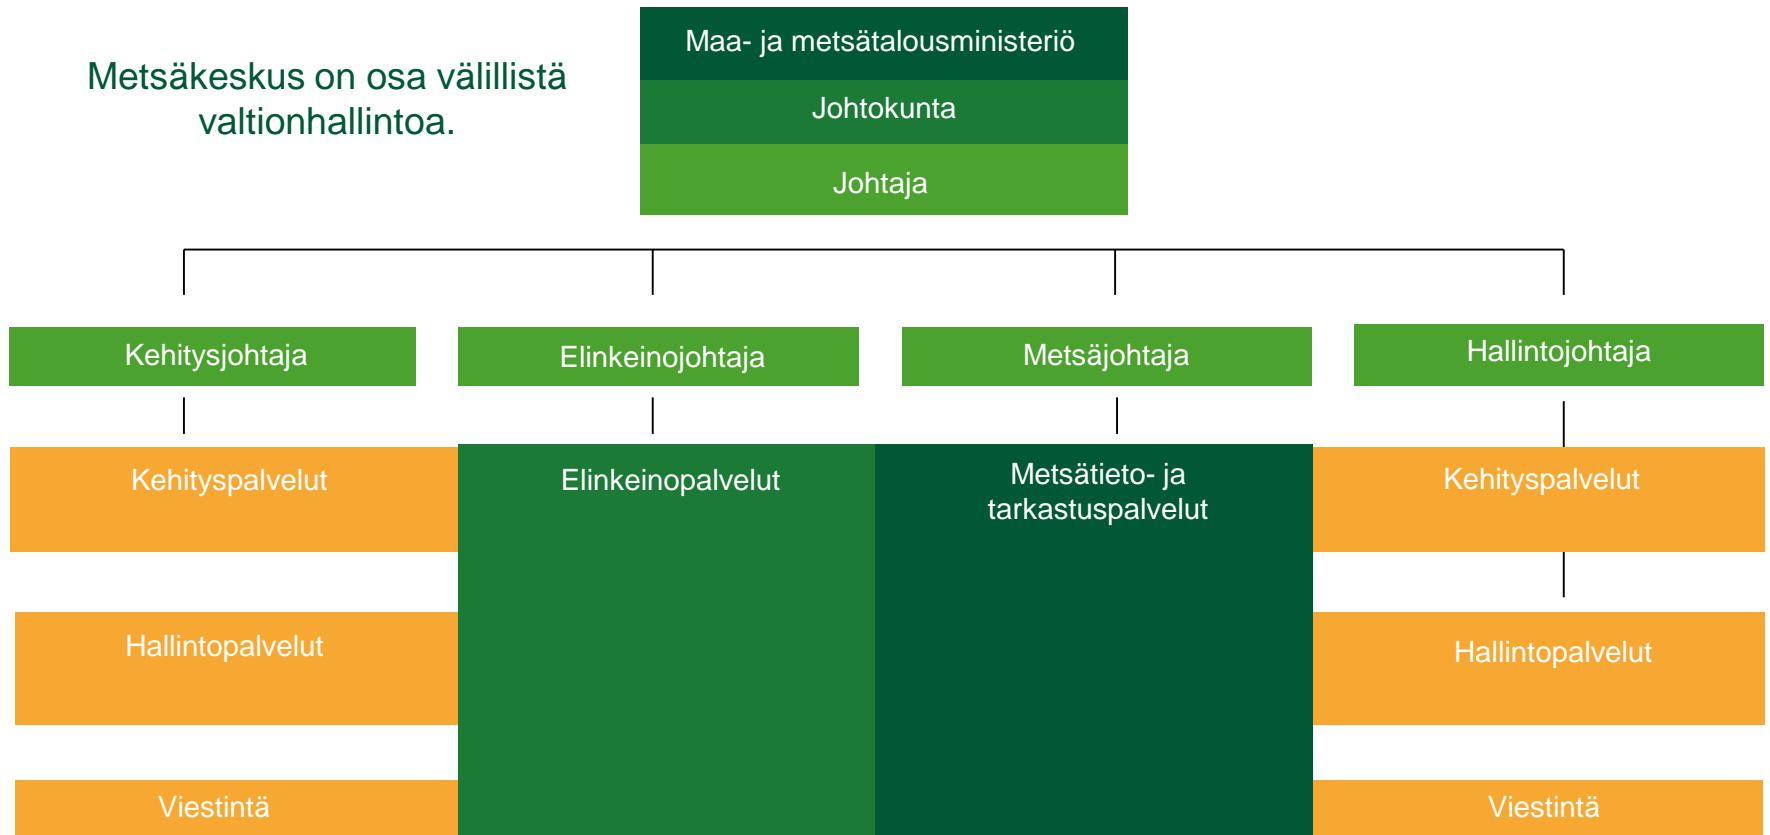 Metsäkeskus on osa välillistä
valtionhallintoa.
Maa- ja metsätalousministeriö
Johtokunta
Johtaja
Kehitysjohtaja
Elinkeinojohtaja
Metsäjohtaja
Hallintojohtaja
Kehityspalvelut
Elinkeinopalvelut
Metsätieto- ja
tarkastuspalvelut
Kehityspalvelut
Hallintopalvelut
Hallintopalvelut
Viestintä
Viestintä